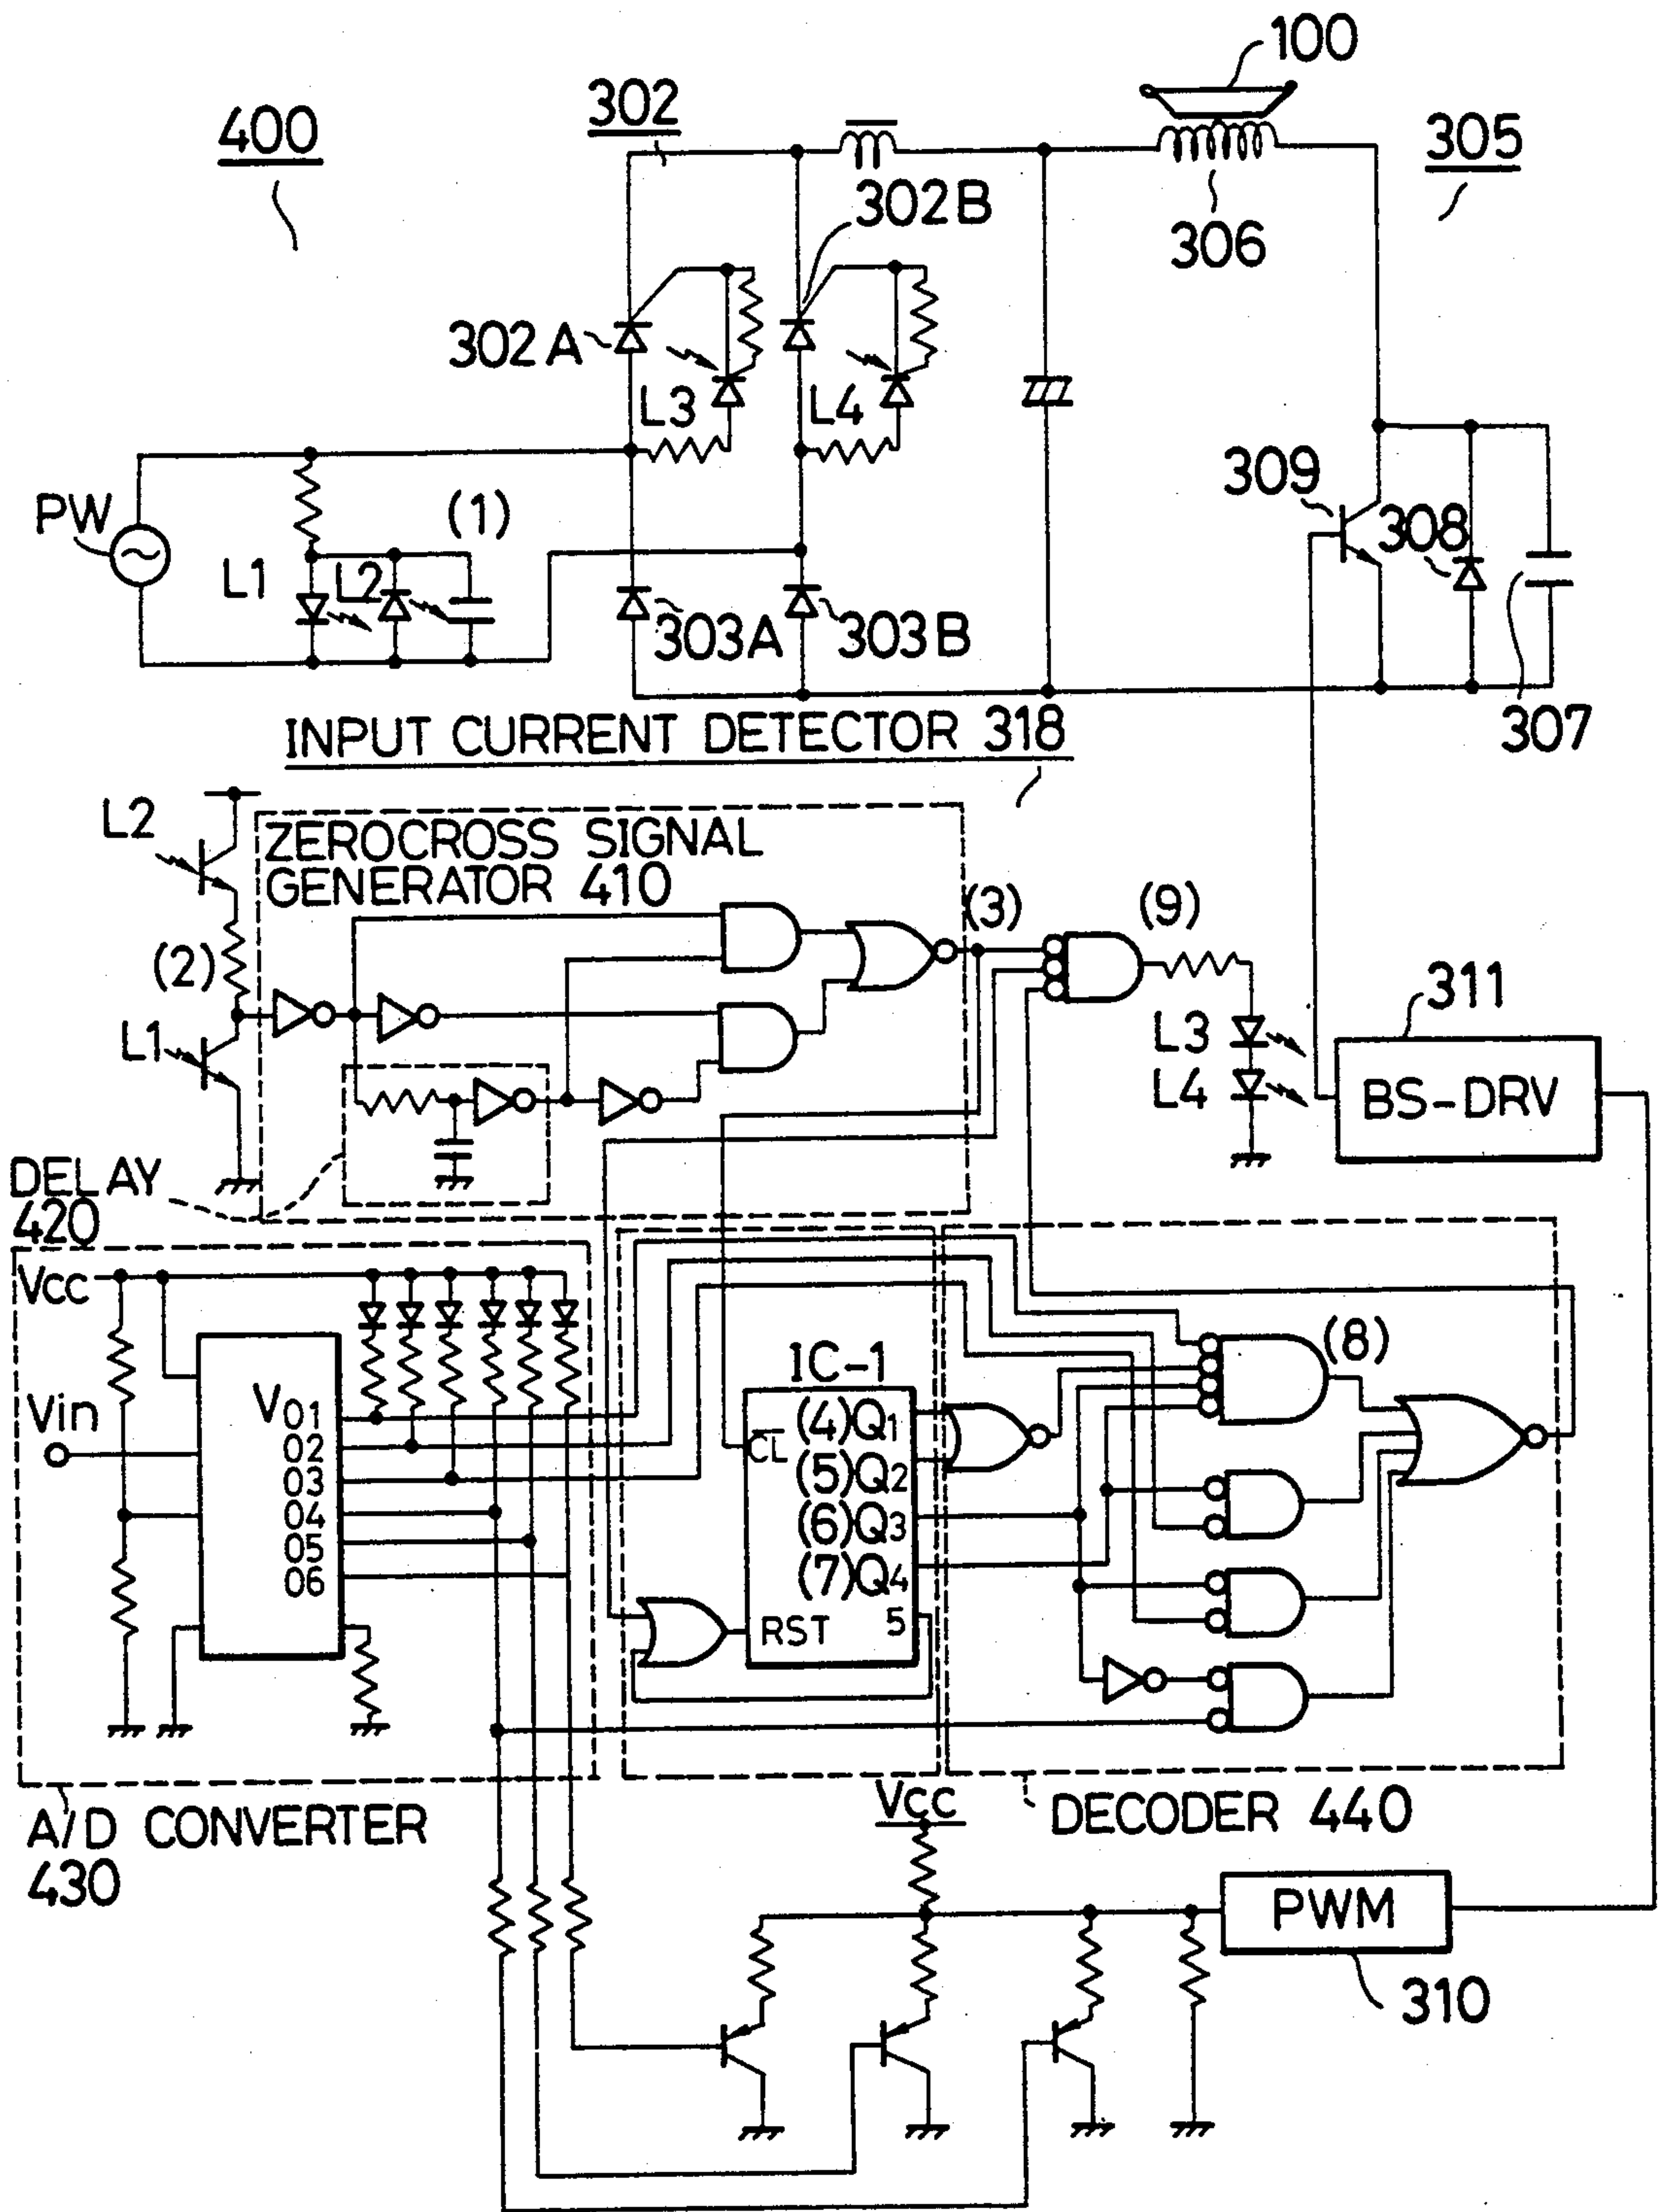 100
400
302
305
302B
306
302A
L3
L4
PW
(1)
309
308
L1
L2
303A
303B
307
INPUT CURRENT DETECTOR 318
L2
ZEROCROSS SIGNAL
GENERATOR 410
(3)
(9)
(2)
311
L1
L3
L4
BS-DRV
DELAY
420
Vcc
IC-1
(8)
Vin
V01
02
03
04
05
06
CL
(4)Q1
(5)Q2
(6)Q3
(7)Q4
5
RST
A/D CONVERTER
430
Vcc
DECODER 440
PWM
310